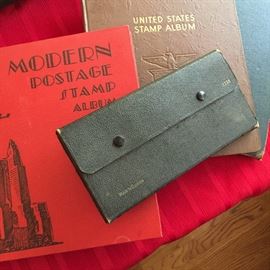 UNITED STATES
STAMP ALBUM
MODERN
POSTAGE
STAMP
ALBUM